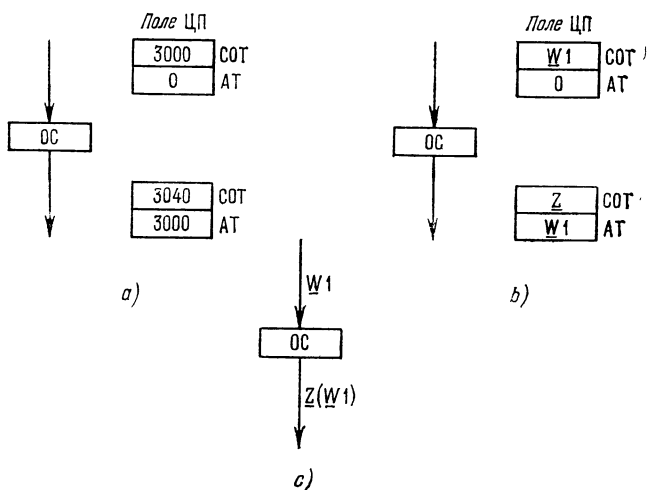 Поле ЦП
3000 СОТ
0 АТ
ОС
3040 СОТ
3000 АТ
a)
Поле ЦП
W1 СОТ
0 АТ
ОС
Z СОТ
W1 АТ
b)
W1
ОС
Z(W1)
c)